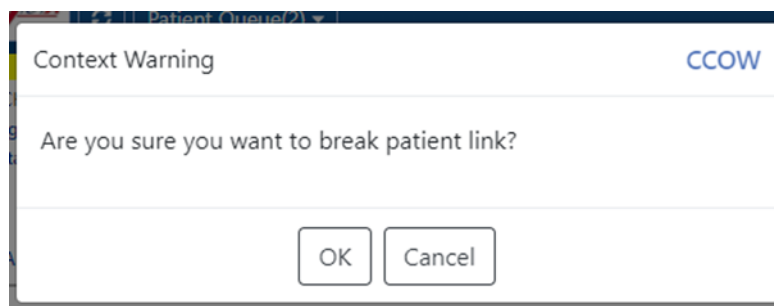 Patient Queue(2)
Context Warning CCOW
Are you sure you want to break patient link?
OK Cancel